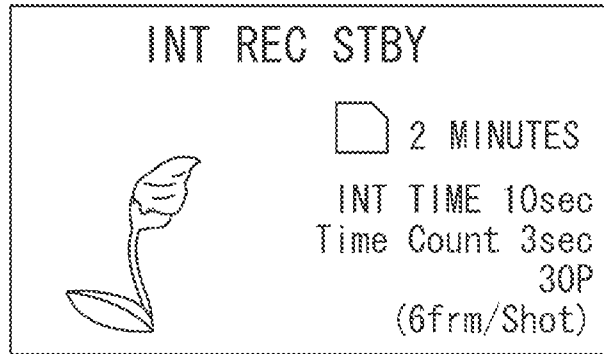 INT REC STBY
2 MINUTES
INT TIME 10sec
Time Count 3sec
30P
(6frm/Shot)